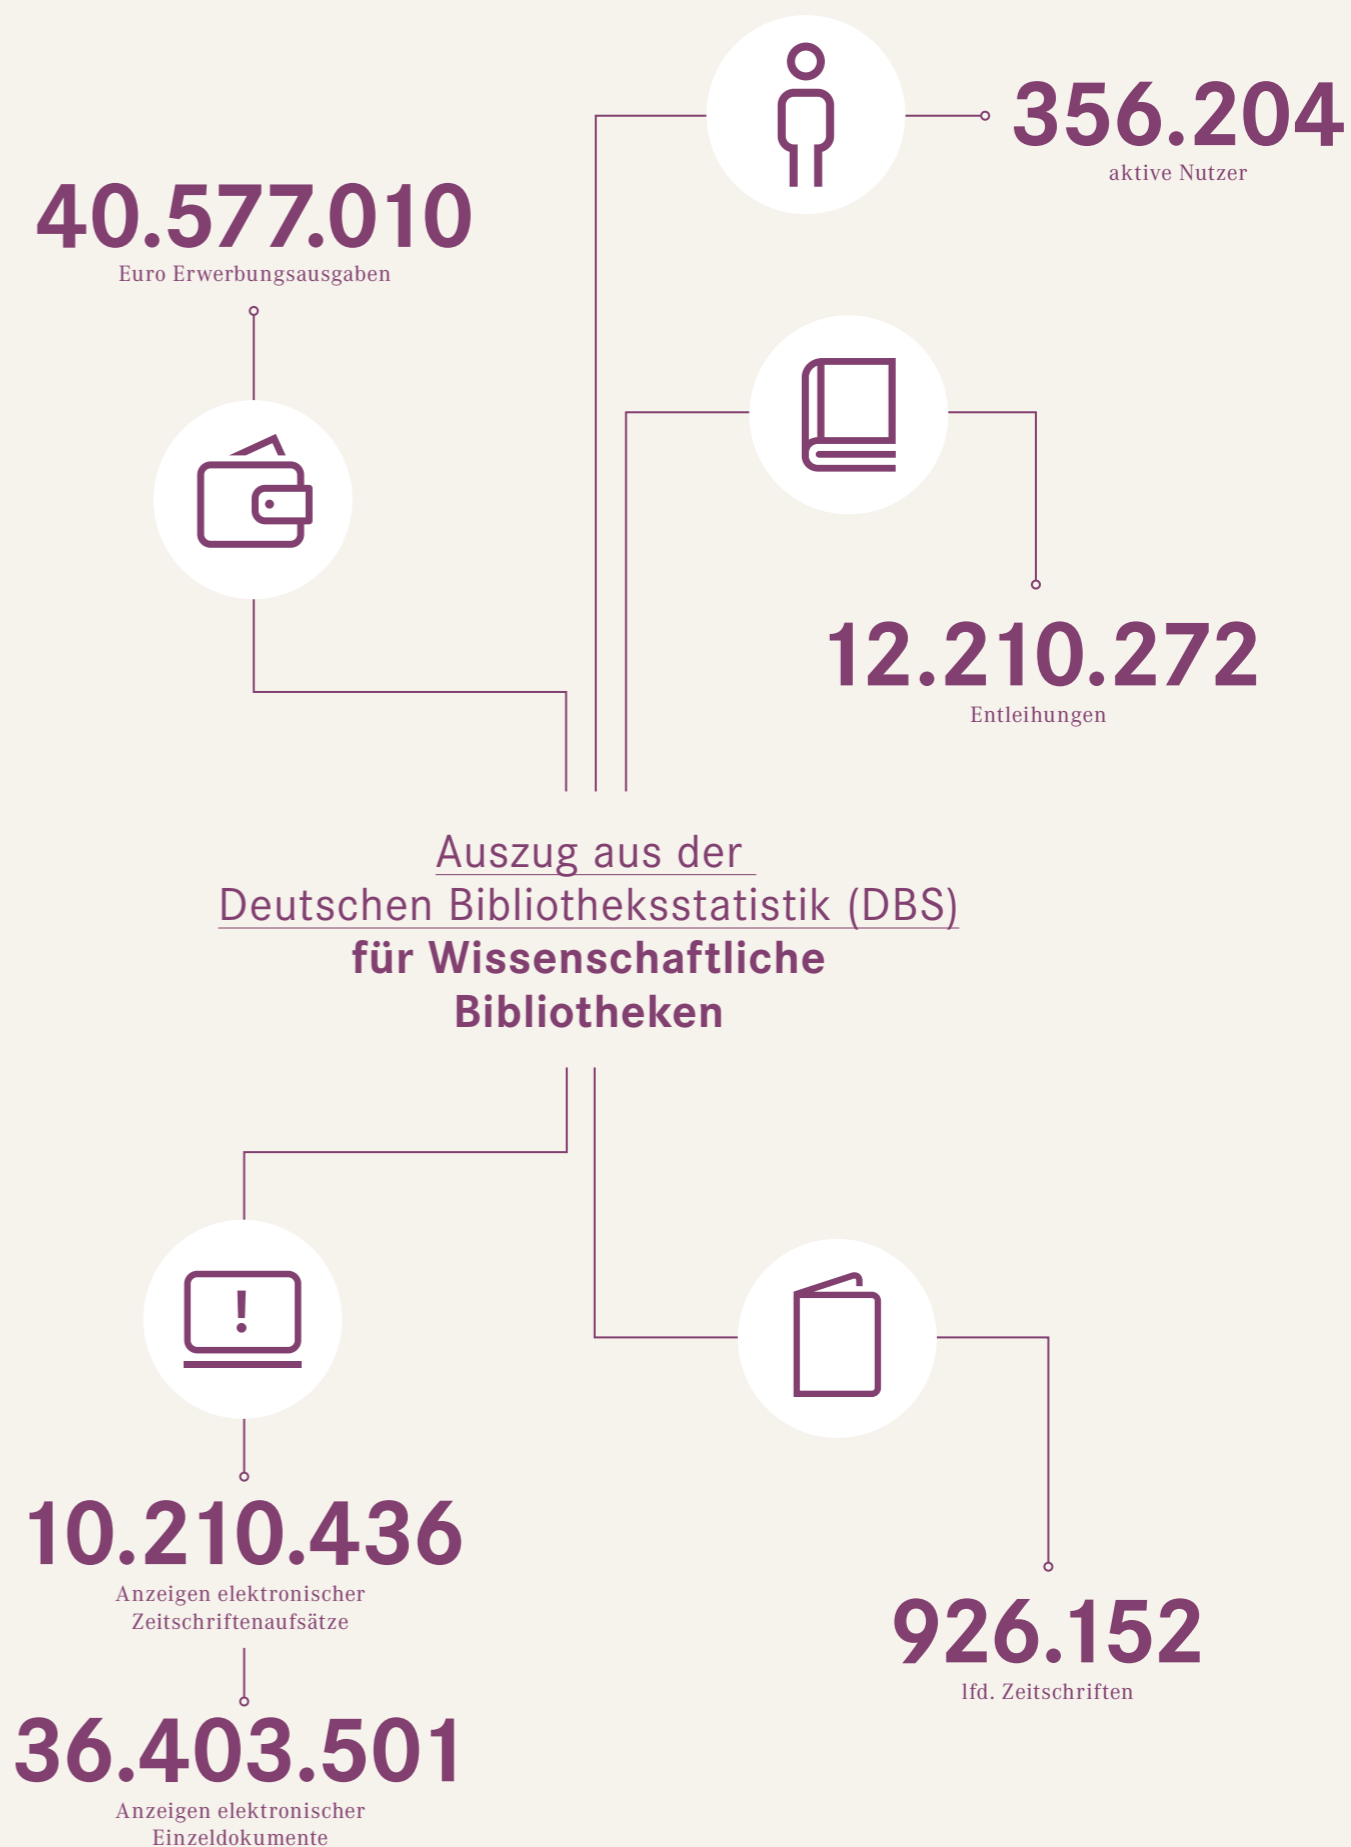 356.204
aktive Nutzer
40.577.010
Euro Erwerbungsausgaben
12.210.272
Entleihungen
Auszug aus der
Deutschen Bibliotheksstatistik (DBS)
für Wissenschaftliche
Bibliotheken
!
10.210.436
Anzeigen elektronischer
Zeitschriftenaufsätze
36.403.501
Anzeigen elektronischer
Einzeldokumente
926.152
lfd. Zeitschriften